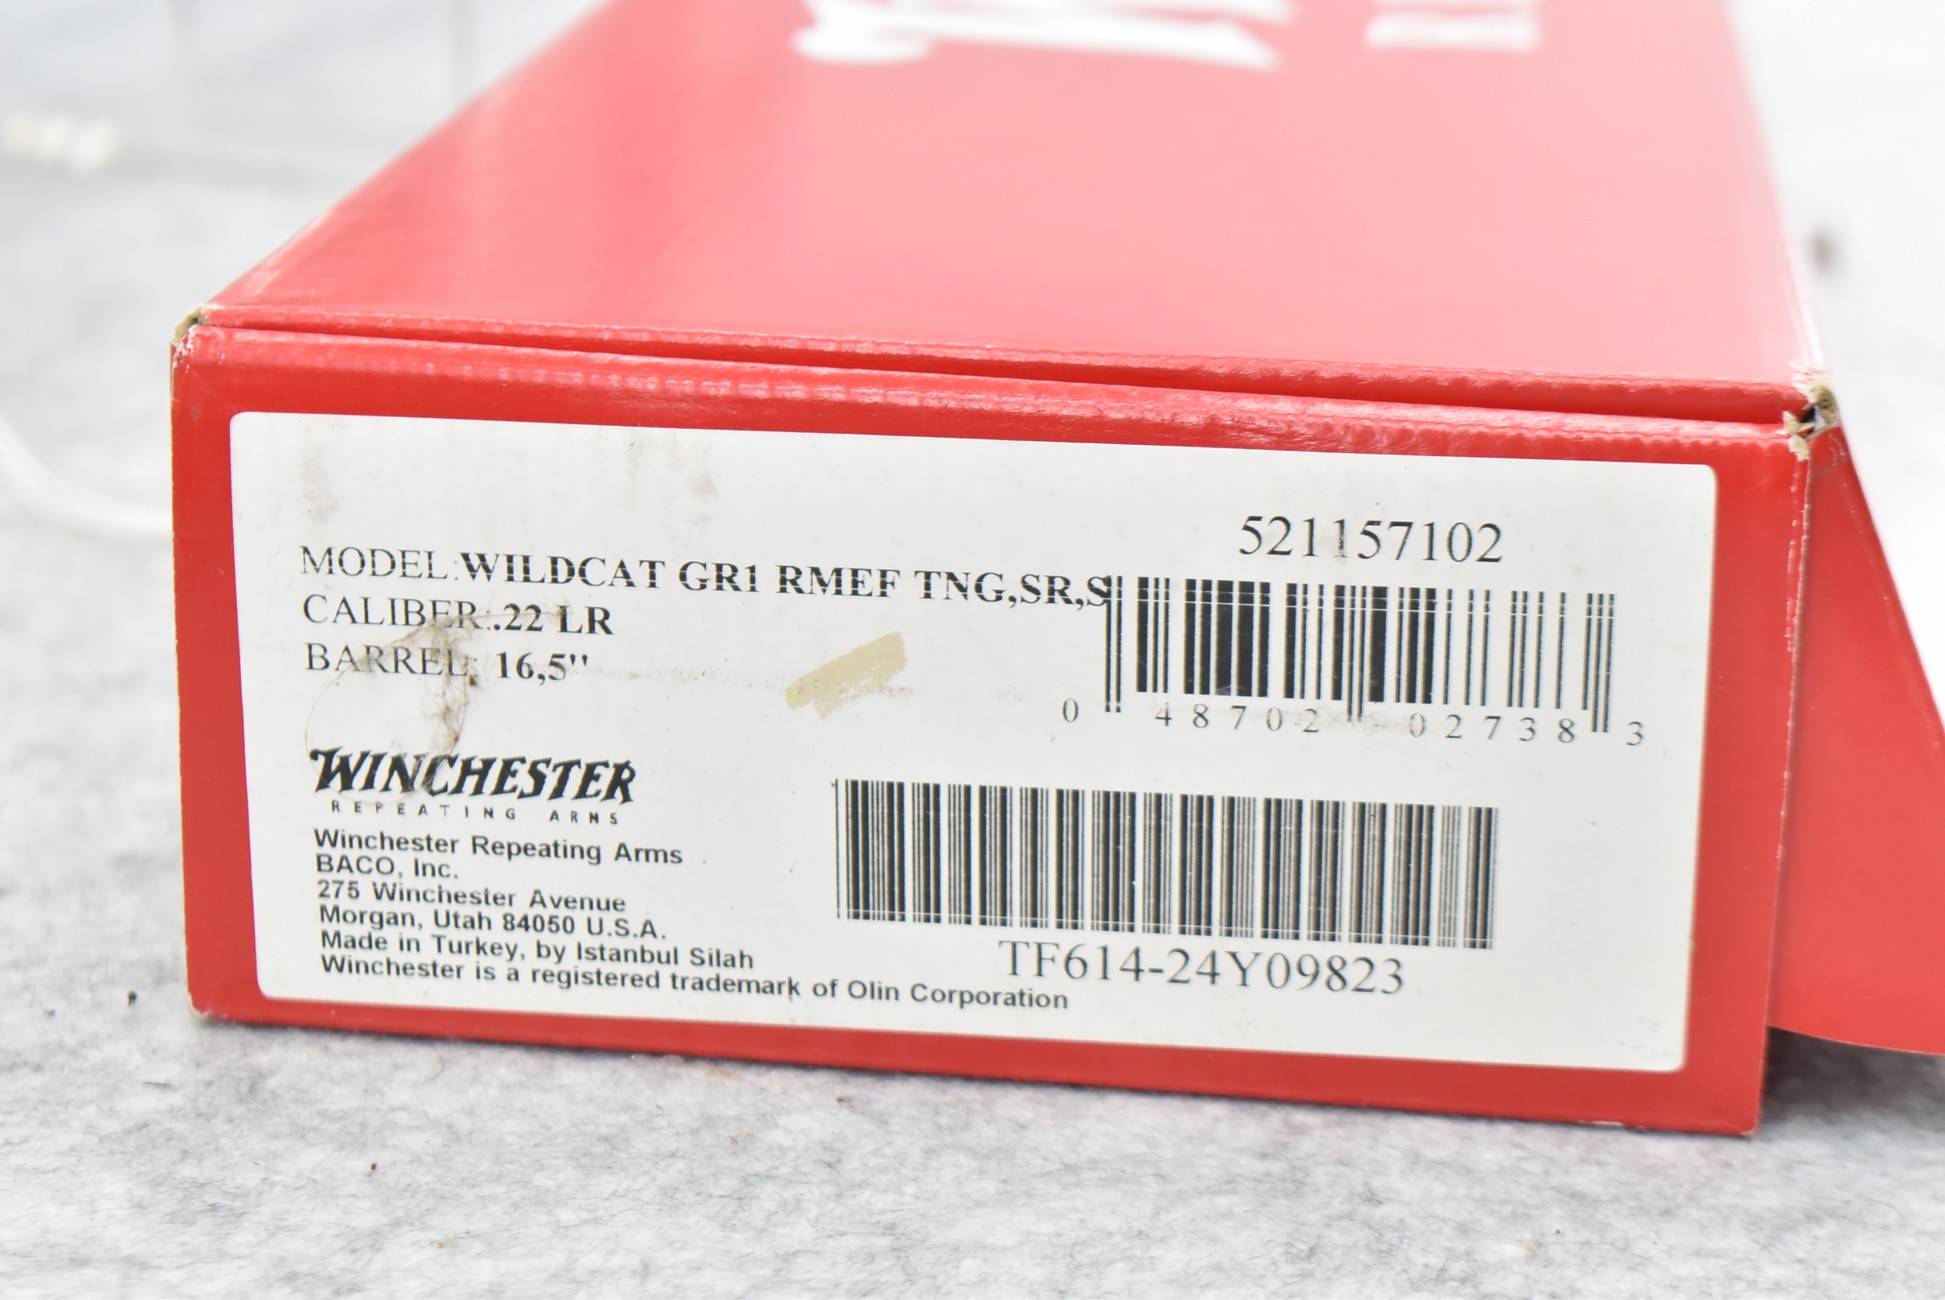 MODEL:WILDCAT GR1 RMEF TNG,SR,S
CALIBER:.22 LR
BARREL: 16,5''
521157102
0 48702 02738 3
WINCHESTER
REPEATING ARMS
Winchester Repeating Arms
BACO, Inc.
275 Winchester Avenue
Morgan, Utah 84050 U.S.A.
Made in Turkey, by Istanbul Silah
Winchester is a registered trademark of Olin Corporation
TF614-24Y09823